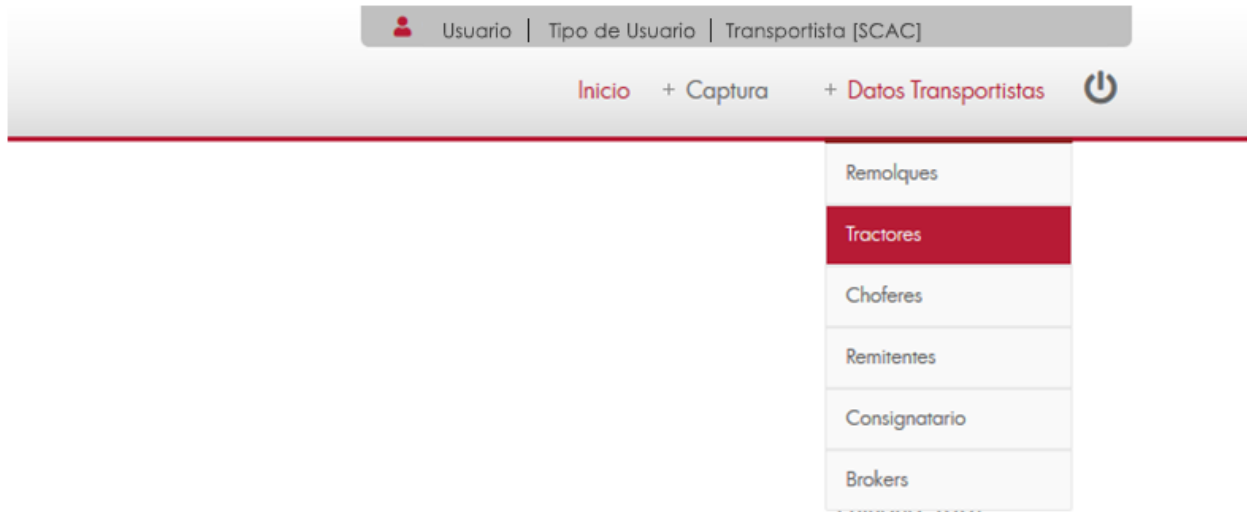 Usuario | Tipo de Usuario | Transportista [SCAC]
Inicio + Captura + Datos Transportistas
Remolques
Tractores
Choferes
Remitentes
Consignatario
Brokers